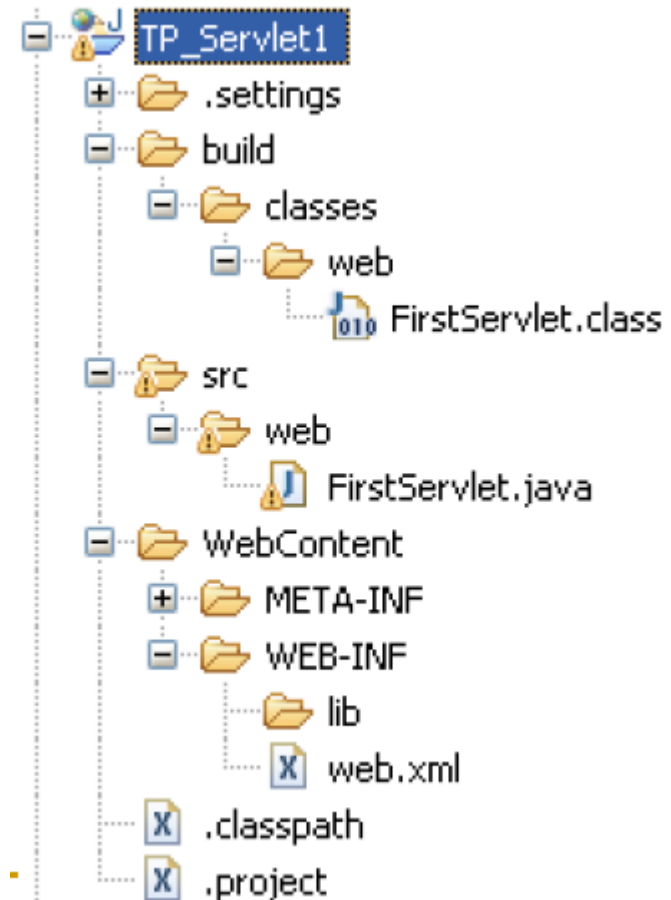 TP_Servlet1
.settings
build
classes
web
FirstServlet.class
src
web
FirstServlet.java
WebContent
META-INF
WEB-INF
lib
web.xml
.classpath
.project